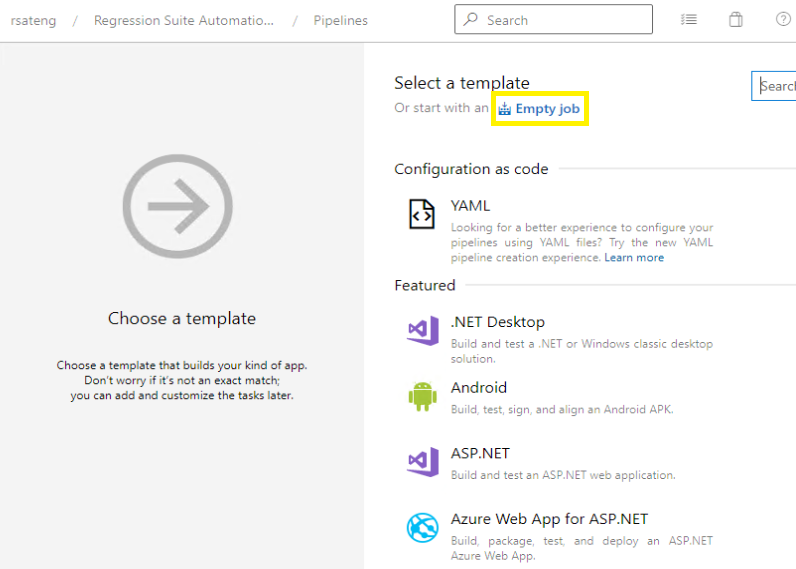 rsateng / Regression Suite Automatio... / Pipelines
Search
Select a template
Search
Or start with an Empty job
Configuration as code
YAML
Looking for a better experience to configure your
pipelines using YAML files? Try the new YAML
pipeline creation experience. Learn more
Featured
Choose a template
Choose a template that builds your kind of app.
Don't worry if it's not an exact match;
you can add and customize the tasks later.
.NET Desktop
Build and test a .NET or Windows classic desktop
solution.
Android
Build, test, sign, and align an Android APK.
ASP.NET
Build and test an ASP.NET web application.
Azure Web App for ASP.NET
Build, package, test, and deploy an ASP.NET
Azure Web App.